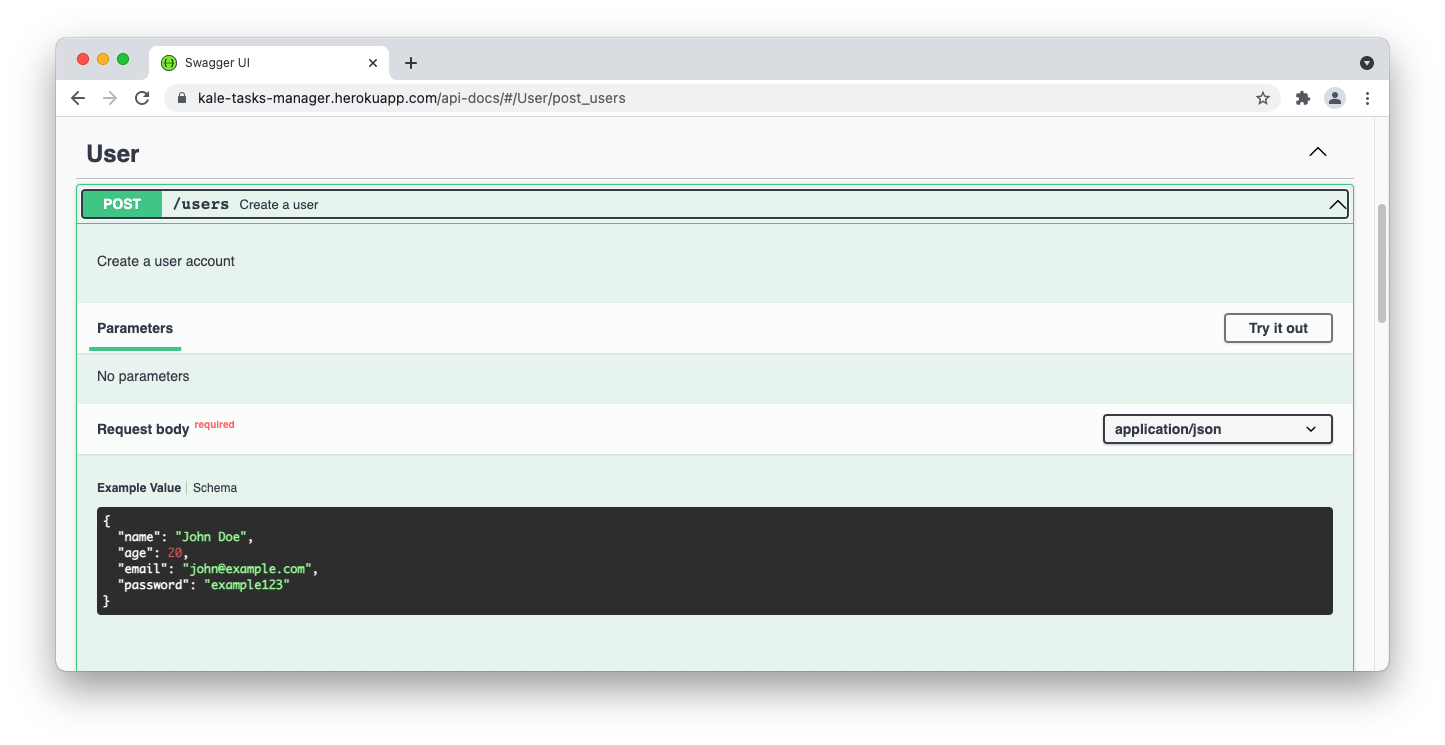 Swagger UI
kale-tasks-manager.herokuapp.com/api-docs/#/User/post_users
User
POST /users Create a user
Create a user account
Parameters
Try it out
No parameters
Request body required
application/json
Example Value Schema
{
  "name": "John Doe",
  "age": 20,
  "email": "john@example.com",
  "password": "example123"
}